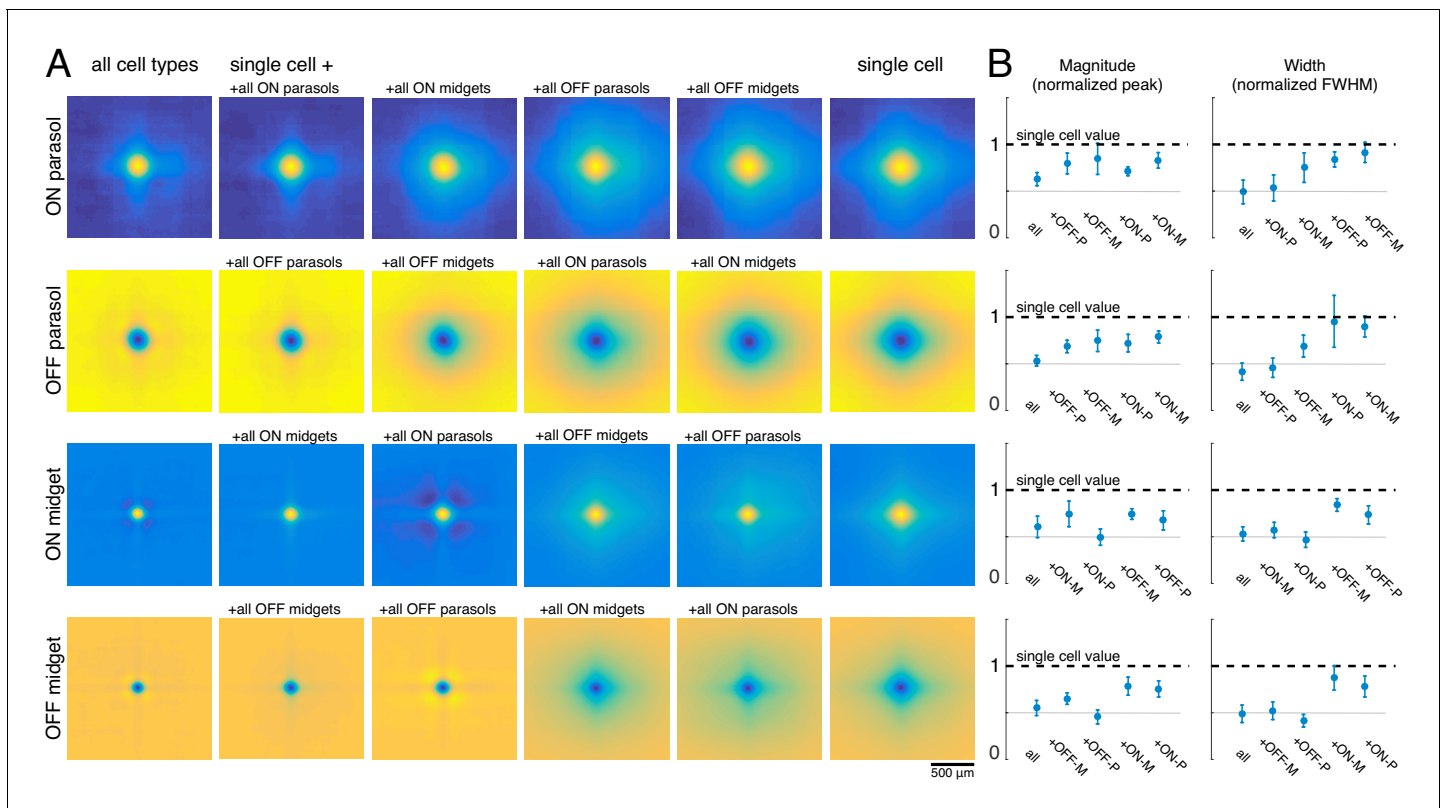 A
all cell types
single cell +
single cell
B
Magnitude
(normalized peak)
Width
(normalized FWHM)
ON parasol
+all ON parasols
+all ON midgets
+all OFF parasols
+all OFF midgets
single cell value
1
0
all
+OFF-P
+OFF-M
+ON-P
+ON-M
all
+ON-P
+ON-M
+OFF-P
+OFF-M
OFF parasol
+all OFF parasols
+all OFF midgets
+all ON parasols
+all ON midgets
single cell value
1
0
all
+OFF-P
+OFF-M
+ON-P
+ON-M
all
+OFF-P
+OFF-M
+ON-P
+ON-M
ON midget
+all ON midgets
+all ON parasols
+all OFF midgets
+all OFF parasols
single cell value
1
0
all
+ON-M
+ON-P
+OFF-M
+OFF-P
all
+ON-M
+ON-P
+OFF-M
+OFF-P
OFF midget
+all OFF midgets
+all OFF parasols
+all ON midgets
+all ON parasols
single cell value
1
0
all
+OFF-M
+OFF-P
+ON-M
+ON-P
all
+OFF-M
+OFF-P
+ON-M
+ON-P
500 µm